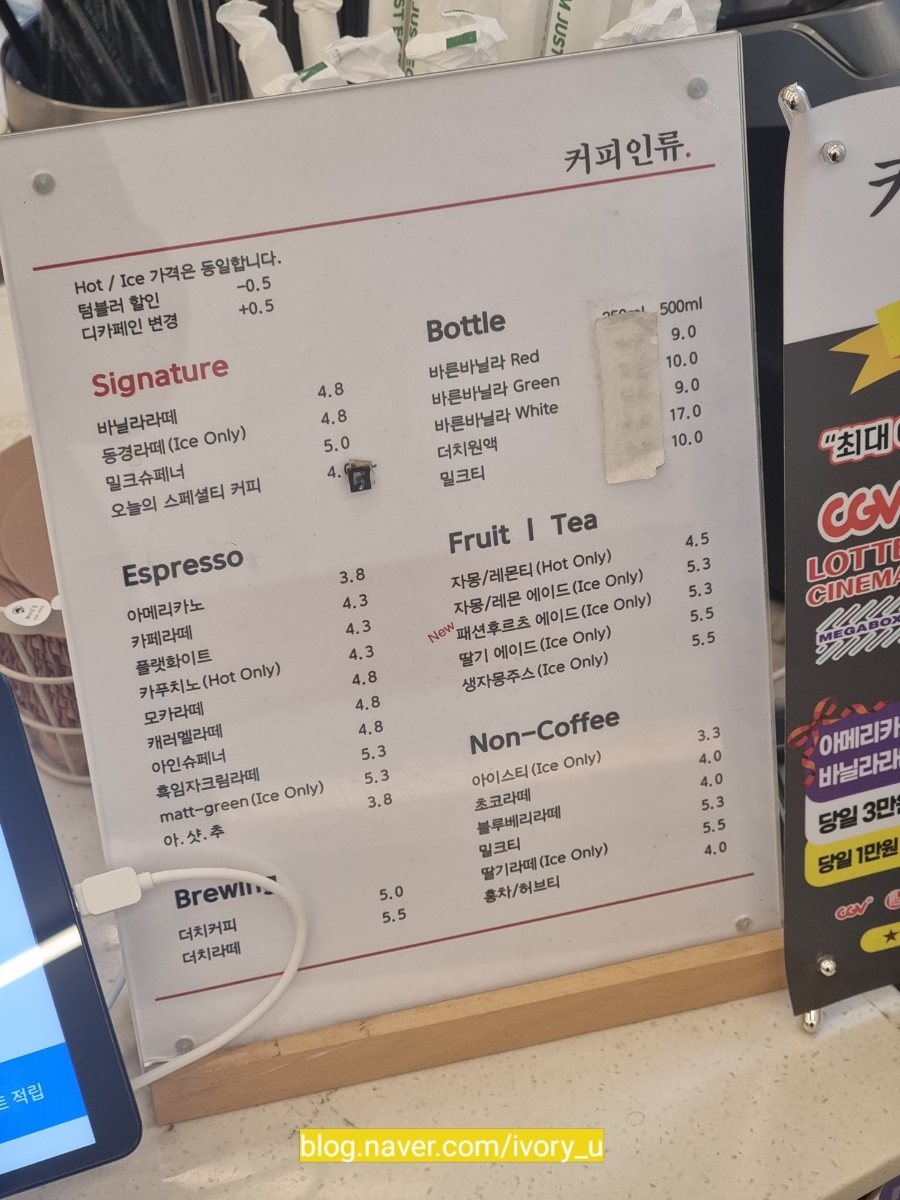 커피인류.
Hot / Ice 가격은 동일합니다.
텀블러 할인 -0.5
디카페인 변경 +0.5
Signature
바닐라라떼 4.8
동경라떼(Ice Only) 4.8
밀크슈페너 5.0
오늘의 스페셜티 커피 4.
Espresso
아메리카노 3.8
카페라떼 4.3
플랫화이트 4.3
카푸치노(Hot Only) 4.3
모카라떼 4.8
캐러멜라떼 4.8
아인슈페너 4.8
흑임자크림라떼 5.3
matt-green(Ice Only) 5.3
아.샷.추 3.8
Brewing
더치커피 5.0
더치라떼 5.5
Bottle
500ml
바른바닐라 Red 9.0
바른바닐라 Green 10.0
바른바닐라 White 9.0
더치원액 17.0
밀크티 10.0
Fruit | Tea
자몽/레몬티(Hot Only) 4.5
자몽/레몬 에이드(Ice Only) 5.3
New 패션후르츠 에이드(Ice Only) 5.3
딸기 에이드(Ice Only) 5.5
생자몽주스(Ice Only) 5.5
Non-Coffee
아이스티(Ice Only) 3.3
초코라떼 4.0
블루베리라떼 4.0
밀크티 5.3
딸기라떼(Ice Only) 5.5
홍차/허브티 4.0
"최대
CGV
LOTTE
CINEMA
MEGABOX
아메리카
바닐라라
당일 3만원
당일 1만원
CGV
트 적립
blog.naver.com/ivory_u